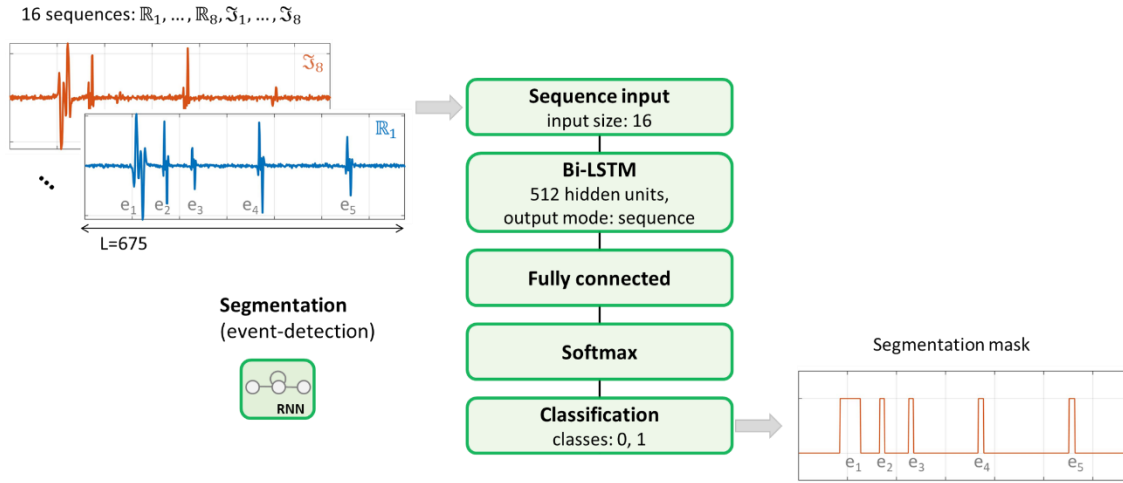 16 sequences: ℝ₁, ..., ℝ₈, ℑ₁, ..., ℑ₈
ℑ₈
ℝ₁
e₁ e₂ e₃ e₄ e₅
L=675
Segmentation
(event-detection)
RNN
Sequence input
input size: 16
Bi-LSTM
512 hidden units,
output mode: sequence
Fully connected
Softmax
Classification
classes: 0, 1
Segmentation mask
e₁ e₂ e₃ e₄ e₅